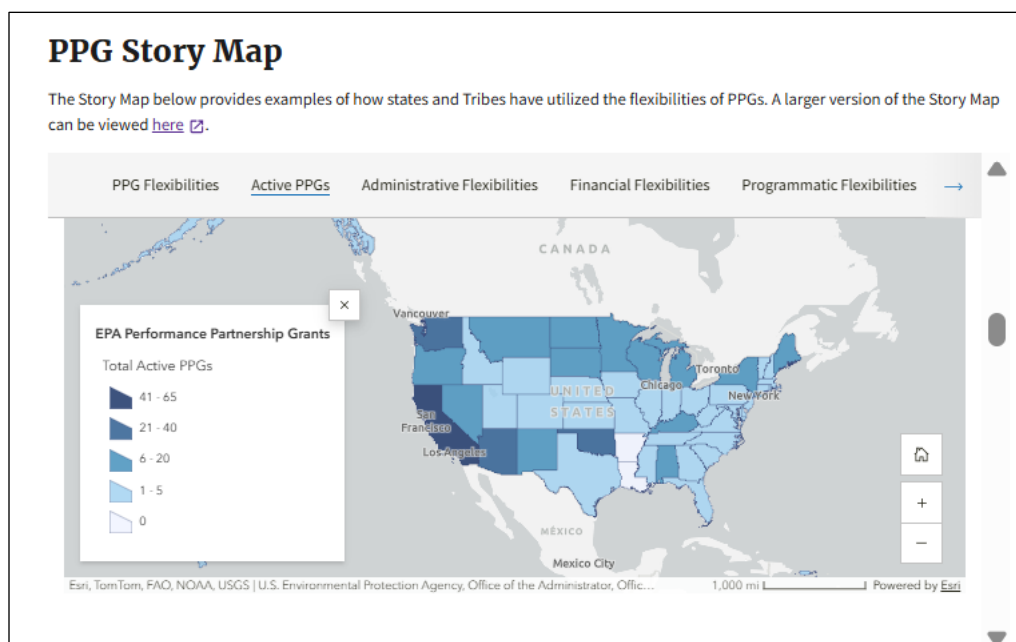 PPG Story Map
The Story Map below provides examples of how states and Tribes have utilized the flexibilities of PPGs. A larger version of the Story Map
can be viewed here.
PPG Flexibilities Active PPGs Administrative Flexibilities Financial Flexibilities Programmatic Flexibilities →
CANADA
Vancouver
EPA Performance Partnership Grants
Total Active PPGs
41 - 65
21 - 40
6 - 20
1 - 5
0
Toronto
Chicago
New York
UNITED
STATES
San
Francisco
Los Angeles
MÉXICO
Mexico City
Esri, TomTom, FAO, NOAA, USGS | U.S. Environmental Protection Agency, Office of the Administrator, Offic...
1,000 mi
Powered by Esri